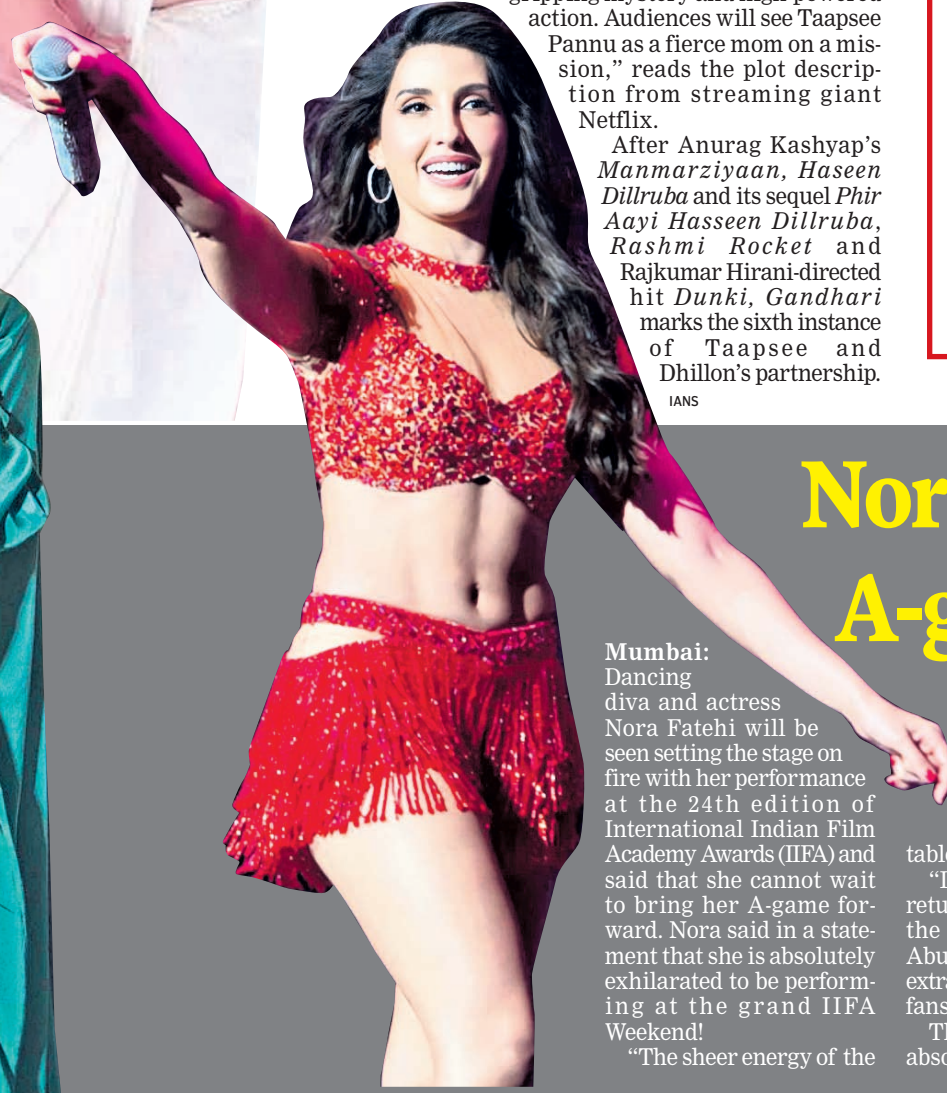 action. Audiences will see Taapsee
Pannu as a fierce mom on a mis-
sion,” reads the plot descrip-
tion from streaming giant
Netflix.
After Anurag Kashyap’s
Manmarziyaan, Haseen
Dillruba and its sequel Phir
Aayi Hasseen Dillruba,
Rashmi Rocket and
Rajkumar Hirani-directed
hit Dunki, Gandhari
marks the sixth instance
of Taapsee and
Dhillon’s partnership.
IANS
Nor
A-g
Mumbai:
Dancing
diva and actress
Nora Fatehi will be
seen setting the stage on
fire with her performance
at the 24th edition of
International Indian Film
Academy Awards (IIFA) and
said that she cannot wait
to bring her A-game for-
ward. Nora said in a state-
ment that she is absolutely
exhilarated to be perform-
ing at the grand IIFA
Weekend!
“The sheer energy of the
table
“I
retu
the
Abu
extra
fans
Th
abso